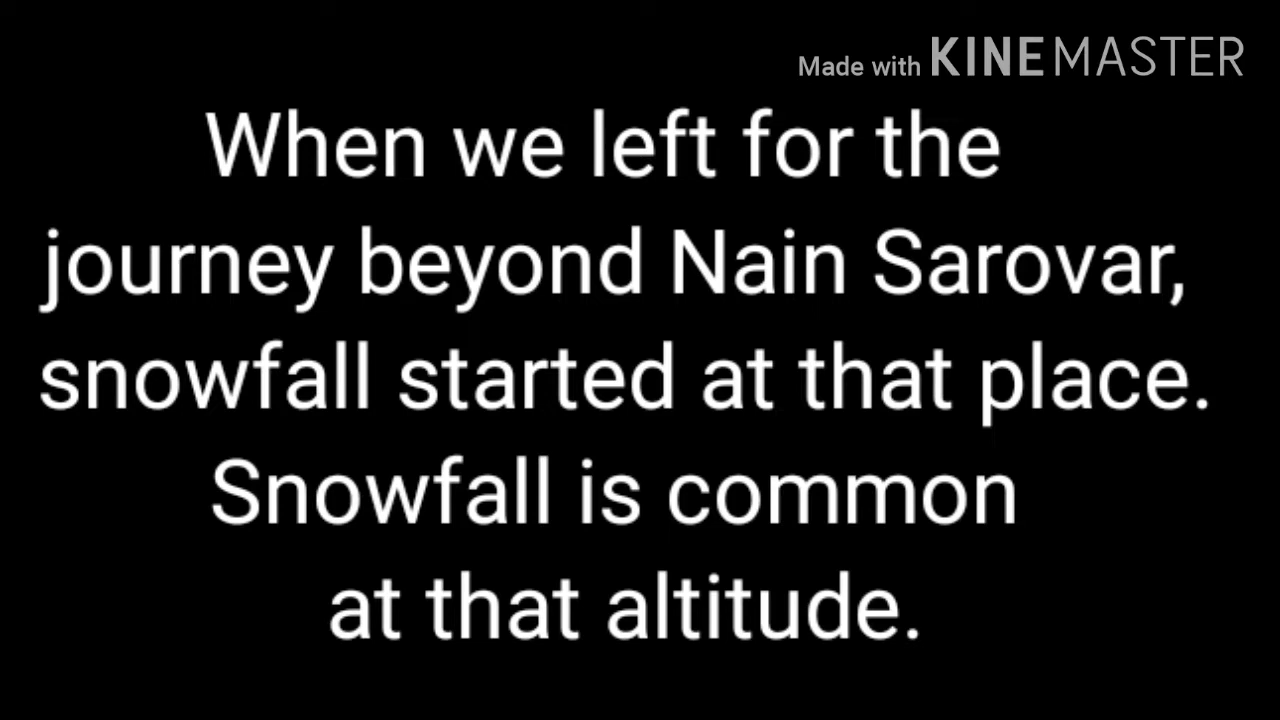 Made with KINEMASTER
When we left for the
journey beyond Nain Sarovar,
snowfall started at that place.
Snowfall is common
at that altitude.